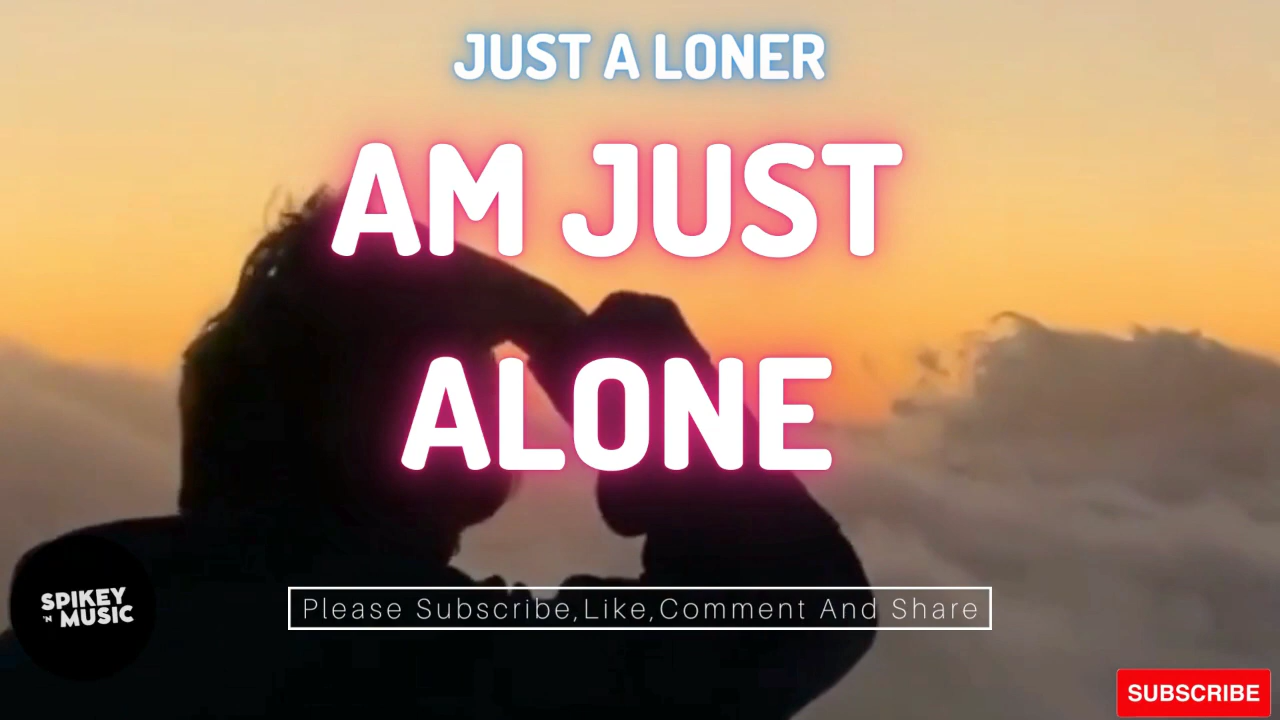 JUST A LONER
AM JUST
ALONE
SPIKEY
'N MUSIC
Please Subscribe,Like,Comment And Share
SUBSCRIBE